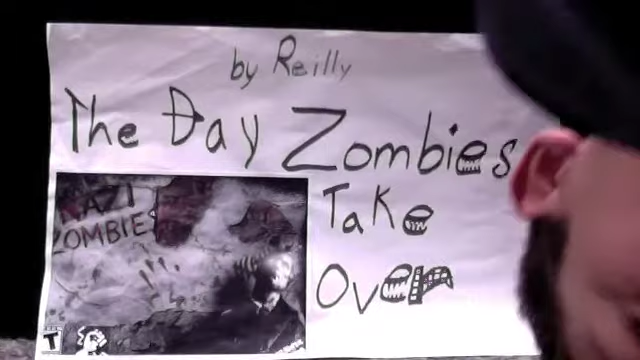 by Reilly
The Day Zombies
Take
Over
NAZI
ZOMBIES
T